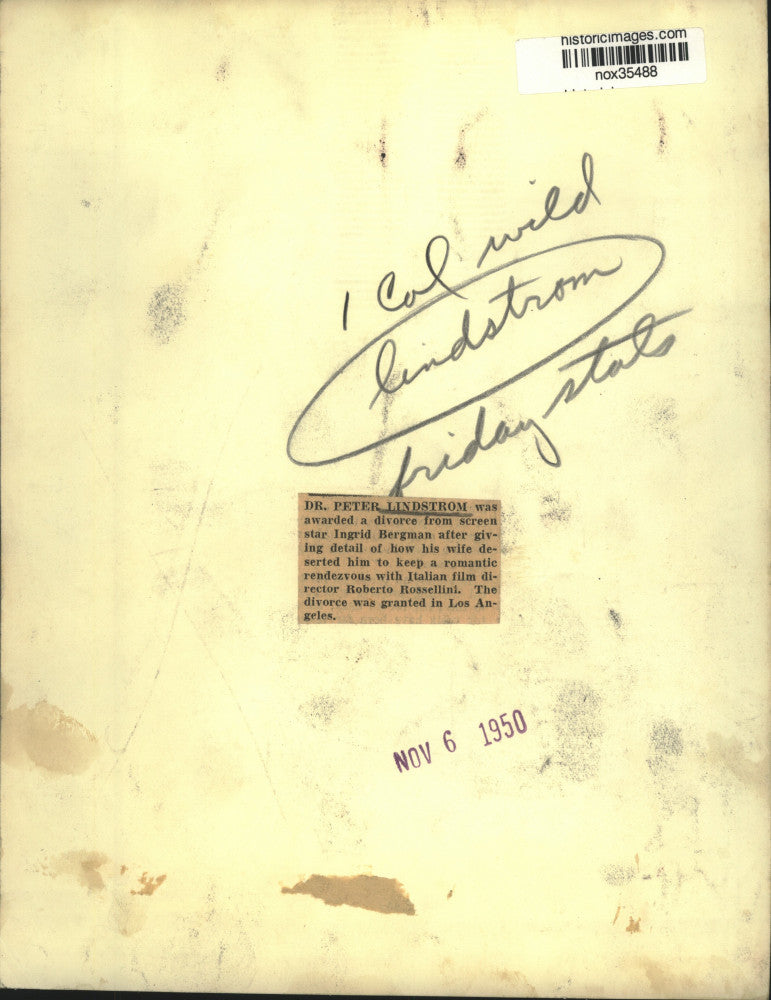 historicimages.com
nox35488
1 Col wild
lindstrom
friday stals
DR. PETER LINDSTROM was
awarded a divorce from screen
star Ingrid Bergman after giv-
ing detail of how his wife de-
serted him to keep a romantic
rendezvous with Italian film di-
rector Roberto Rossellini. The
divorce was granted in Los An-
geles.
NOV 6 1950